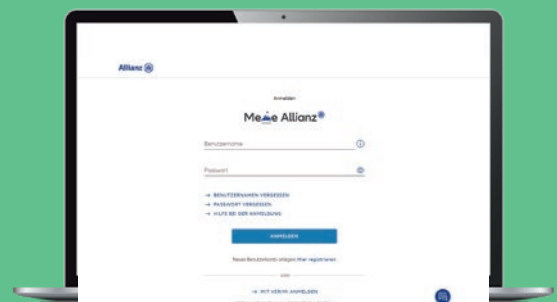 Allianz
Anmelden
Meine Allianz
Benutzername
Passwort
→ BENUTZERNAMEN VERGESSEN
→ PASSWORT VERGESSEN
→ HILFE BEI DER ANMELDUNG
ANMELDEN
Neues Benutzerkonto anlegen: Hier registrieren
oder
→ MIT VERIMI ANMELDEN